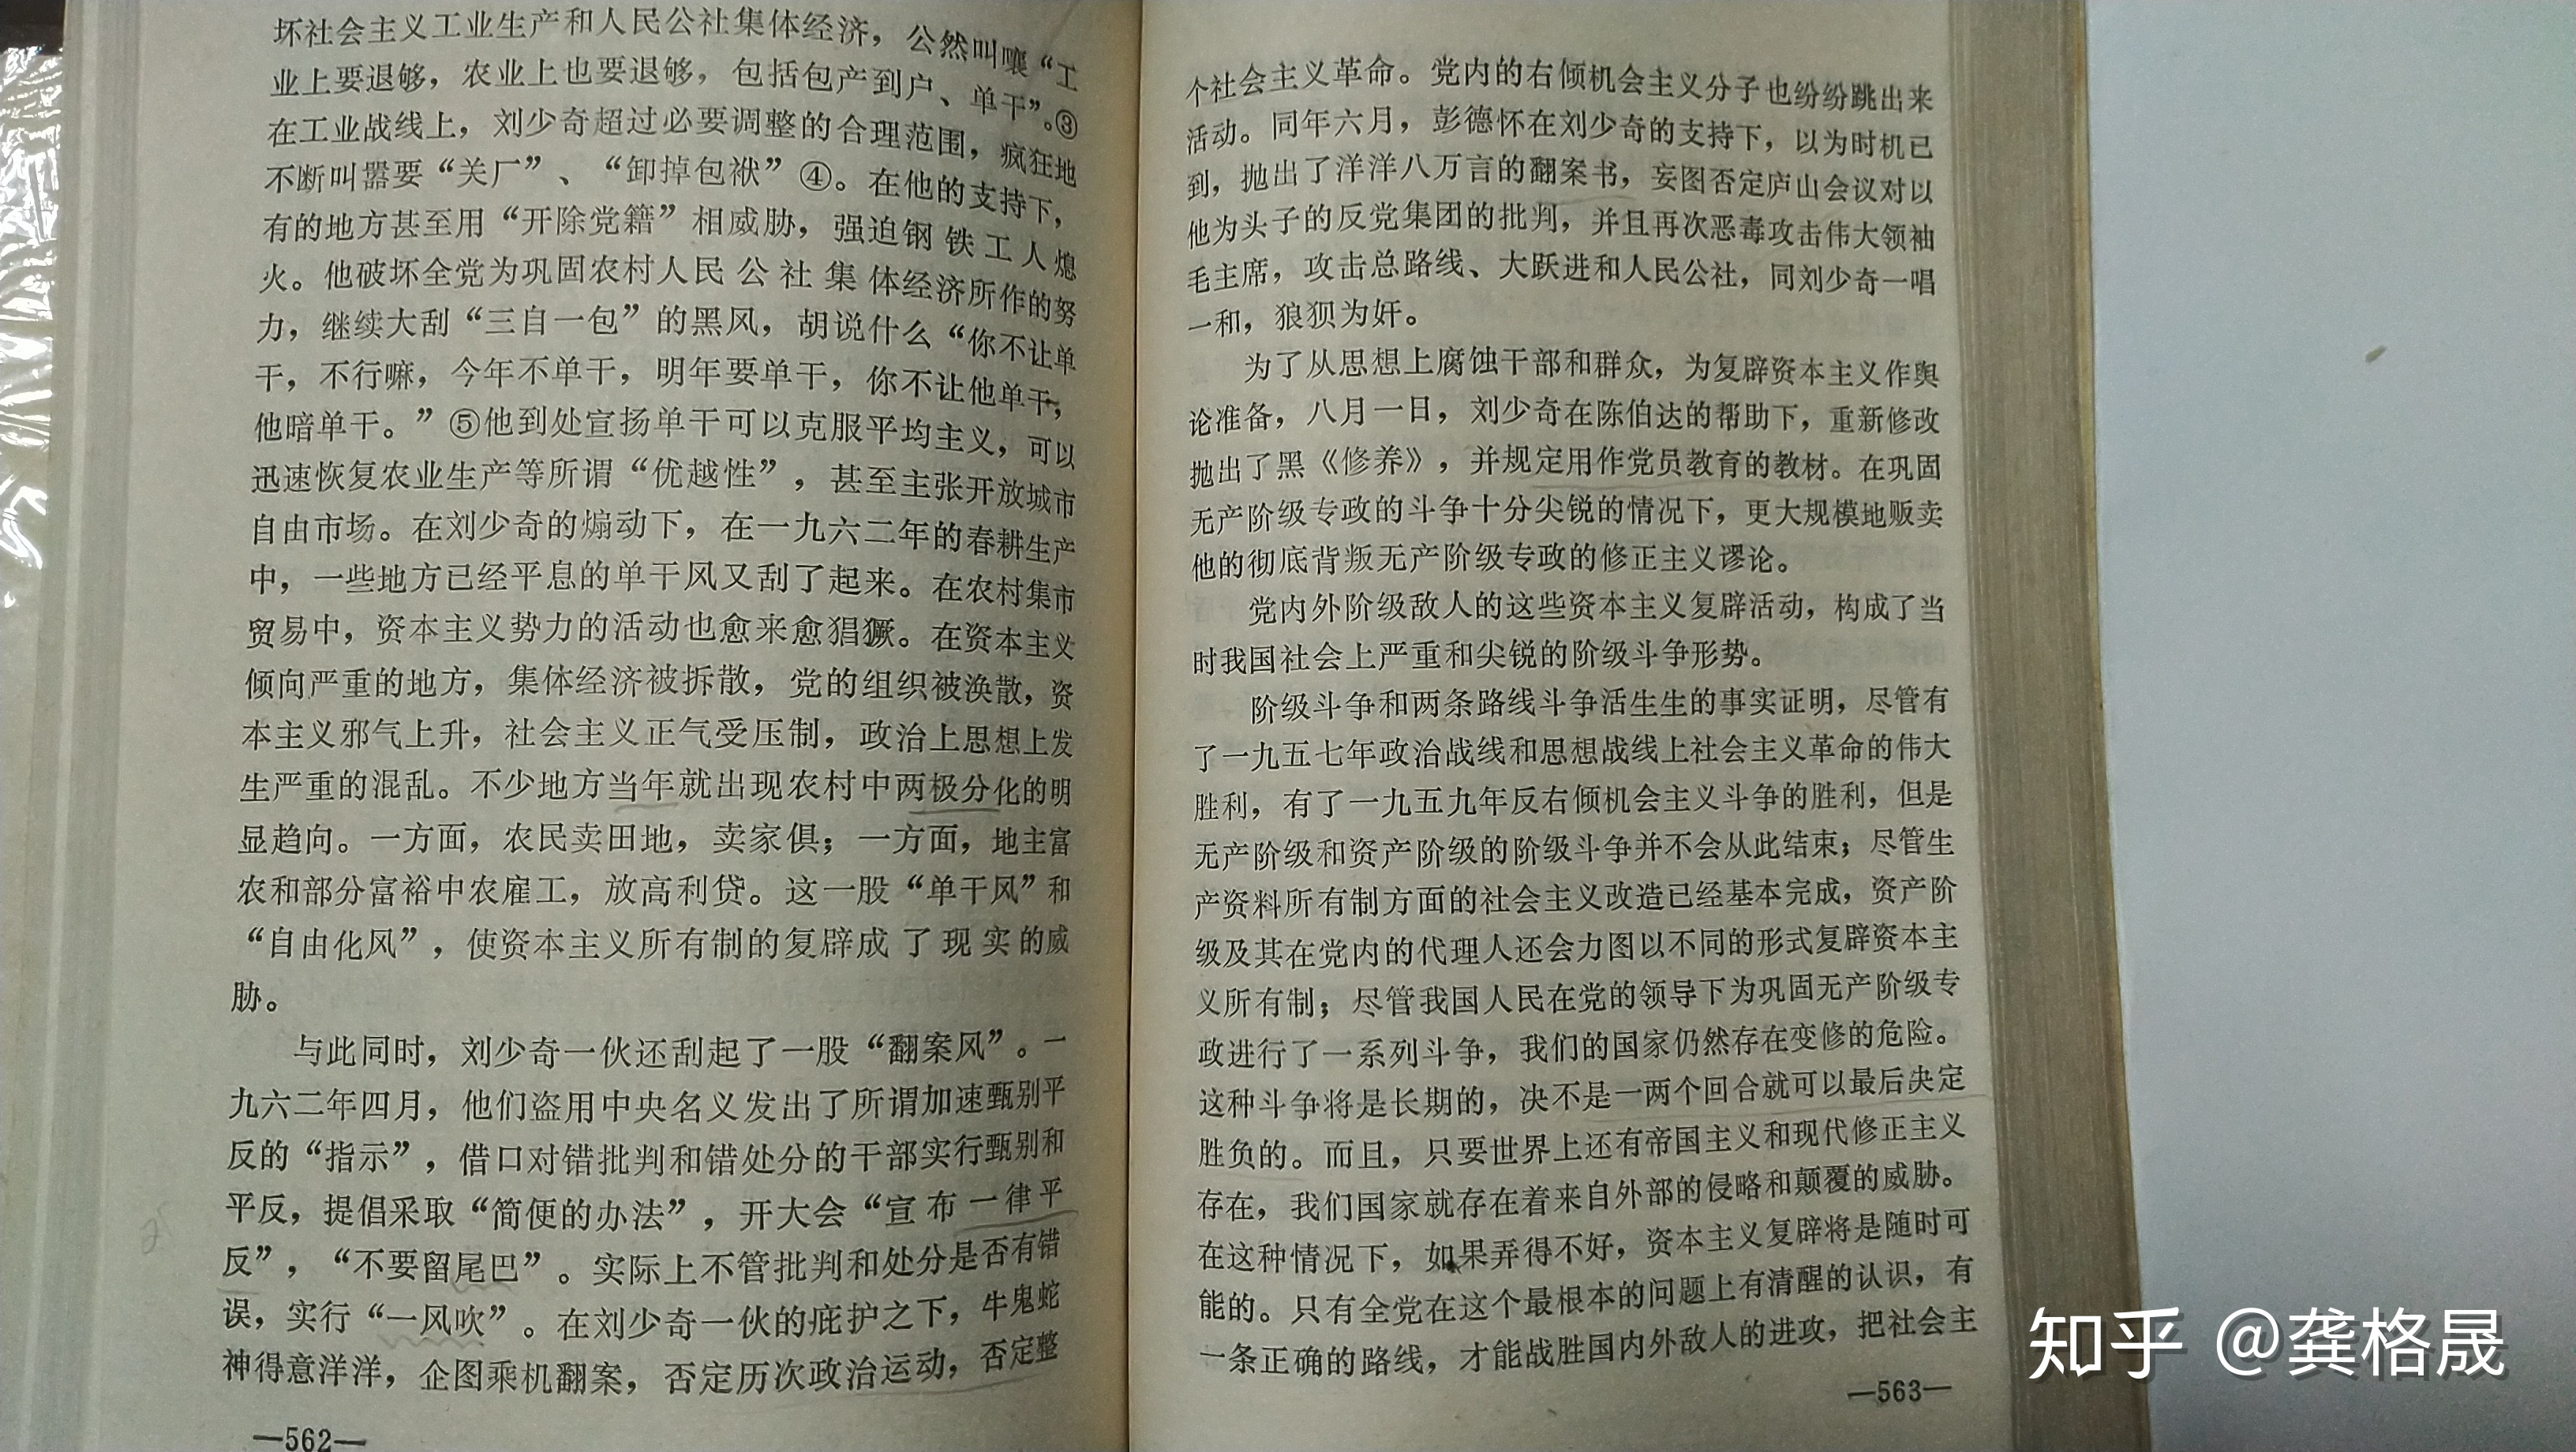 坏社会主义工业生产和人民公社集体经济，公然叫嚷“工
业上要退够，农业上也要退够，包括包产到户、单干”。③
在工业战线上，刘少奇超过必要调整的合理范围，疯狂地
不断叫嚣要“关厂”、“卸掉包袱”④。在他的支持下，
有的地方甚至用“开除党籍”相威胁，强迫钢铁工人熄
火。他破坏全党为巩固农村人民公社集体经济所作的努
力，继续大刮“三自一包”的黑风，胡说什么“你不让单
干，不行嘛，今年不单干，明年要单干，你不让他单干，
他暗单干。”⑤他到处宣扬单干可以克服平均主义，可以
迅速恢复农业生产等所谓“优越性”，甚至主张开放城市
自由市场。在刘少奇的煽动下，在一九六二年的春耕生产
中，一些地方已经平息的单干风又刮了起来。在农村集市
贸易中，资本主义势力的活动也愈来愈猖獗。在资本主义
倾向严重的地方，集体经济被拆散，党的组织被涣散，资
本主义邪气上升，社会主义正气受压制，政治上思想上发
生严重的混乱。不少地方当年就出现农村中两极分化的明
显趋向。一方面，农民卖田地，卖家俱；一方面，地主富
农和部分富裕中农雇工，放高利贷。这一股“单干风”和
“自由化风”，使资本主义所有制的复辟成了现实的威
胁。
与此同时，刘少奇一伙还刮起了一股“翻案风”。一
九六二年四月，他们盗用中央名义发出了所谓加速甄别平
反的“指示”，借口对错批判和错处分的干部实行甄别和
平反，提倡采取“简便的办法”，开大会“宣布一律平
反”，“不要留尾巴”。实际上不管批判和处分是否有错
误，实行“一风吹”。在刘少奇一伙的庇护之下，牛鬼蛇
神得意洋洋，企图乘机翻案，否定历次政治运动，否定整
—562—
个社会主义革命。党内的右倾机会主义分子也纷纷跳出来
活动。同年六月，彭德怀在刘少奇的支持下，以为时机已
到，抛出了洋洋八万言的翻案书，妄图否定庐山会议对以
他为头子的反党集团的批判，并且再次恶毒攻击伟大领袖
毛主席，攻击总路线、大跃进和人民公社，同刘少奇一唱
一和，狼狈为奸。
为了从思想上腐蚀干部和群众，为复辟资本主义作舆
论准备，八月一日，刘少奇在陈伯达的帮助下，重新修改
抛出了黑《修养》，并规定用作党员教育的教材。在巩固
无产阶级专政的斗争十分尖锐的情况下，更大规模地贩卖
他的彻底背叛无产阶级专政的修正主义谬论。
党内外阶级敌人的这些资本主义复辟活动，构成了当
时我国社会上严重和尖锐的阶级斗争形势。
阶级斗争和两条路线斗争活生生的事实证明，尽管有
了一九五七年政治战线和思想战线上社会主义革命的伟大
胜利，有了一九五九年反右倾机会主义斗争的胜利，但是
无产阶级和资产阶级的阶级斗争并不会从此结束；尽管生
产资料所有制方面的社会主义改造已经基本完成，资产阶
级及其在党内的代理人还会力图以不同的形式复辟资本主
义所有制；尽管我国人民在党的领导下为巩固无产阶级专
政进行了一系列斗争，我们的国家仍然存在变修的危险。
这种斗争将是长期的，决不是一两个回合就可以最后决定
胜负的。而且，只要世界上还有帝国主义和现代修正主义
存在，我们国家就存在着来自外部的侵略和颠覆的威胁。
在这种情况下，如果弄得不好，资本主义复辟将是随时可
能的。只有全党在这个最根本的问题上有清醒的认识，有
一条正确的路线，才能战胜国内外敌人的进攻，把社会主
—563—
知乎 @龚格晟